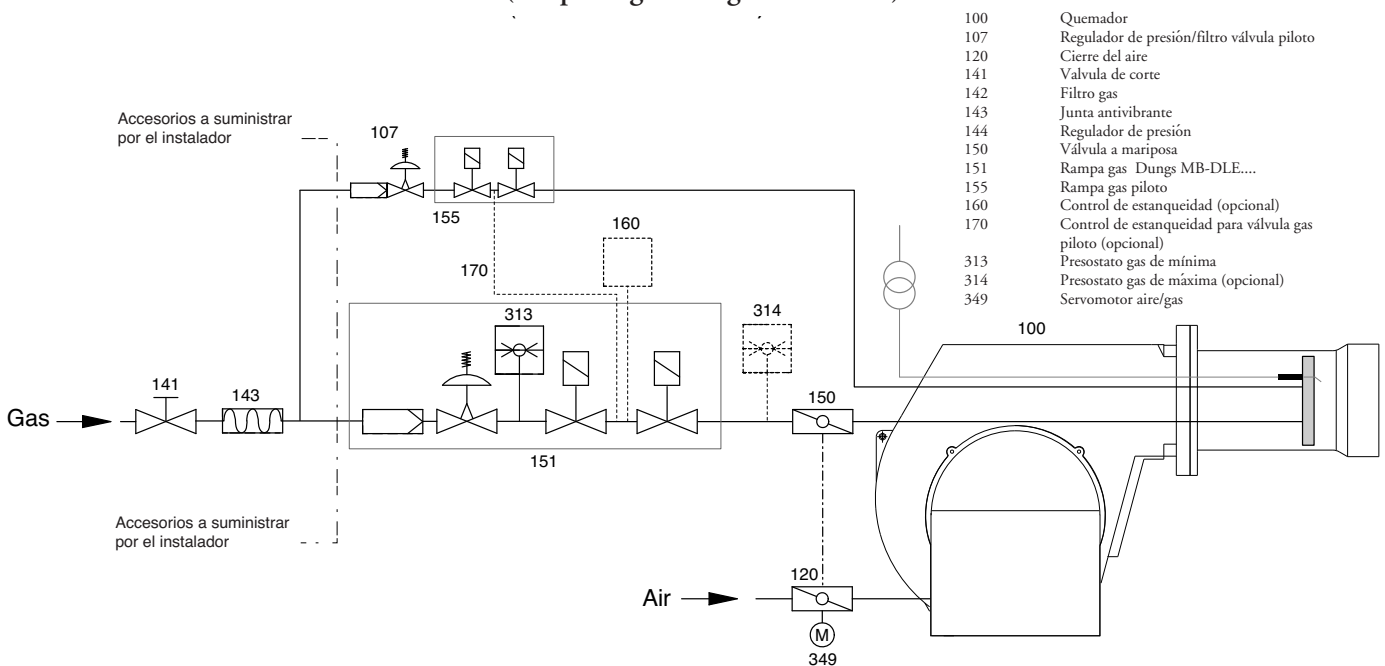 100 Quemador
107 Regulador de presión/filtro válvula piloto
120 Cierre del aire
141 Valvula de corte
142 Filtro gas
143 Junta antivibrante
144 Regulador de presión
150 Válvula a mariposa
151 Rampa gas Dungs MB-DLE....
155 Rampa gas piloto
160 Control de estanqueidad (opcional)
170 Control de estanqueidad para válvula gas
piloto (opcional)
313 Presostato gas de mínima
314 Presostato gas de máxima (opcional)
349 Servomotor aire/gas
Accesorios a suministrar
por el instalador
107
155
160
170
313
314
100
141
143
150
Gas
151
Accesorios a suministrar
por el instalador
120
Air
M
349